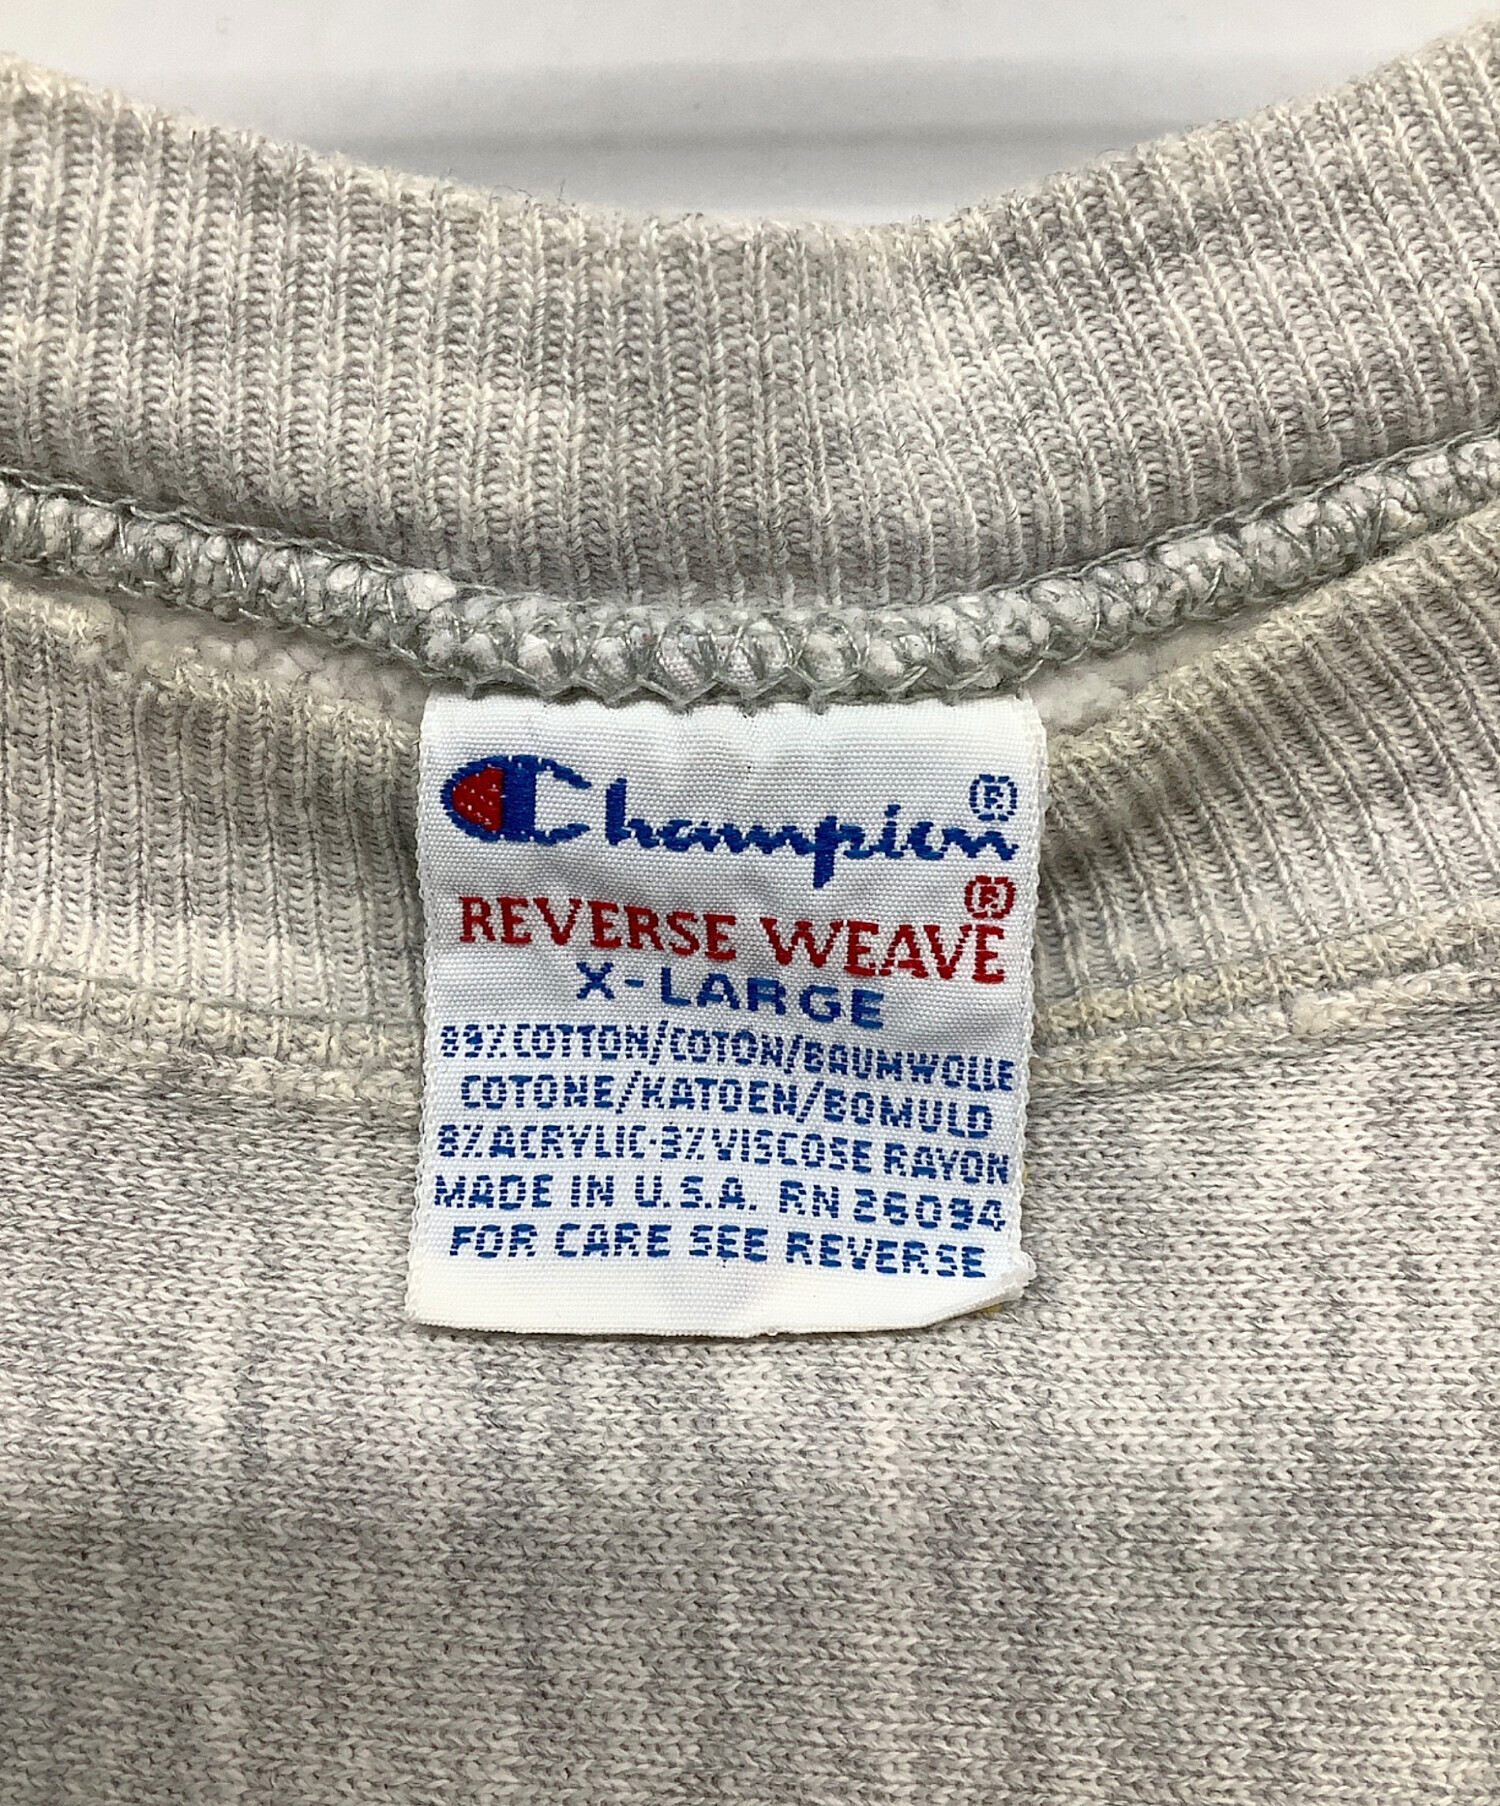 Champion®
REVERSE WEAVE®
X-LARGE
89% COTTON/COTON/BAUMWOLLE
COTONE/KATOEN/BOMULD
8% ACRYLIC·3% VISCOSE RAYON
MADE IN U.S.A. RN 26094
FOR CARE SEE REVERSE